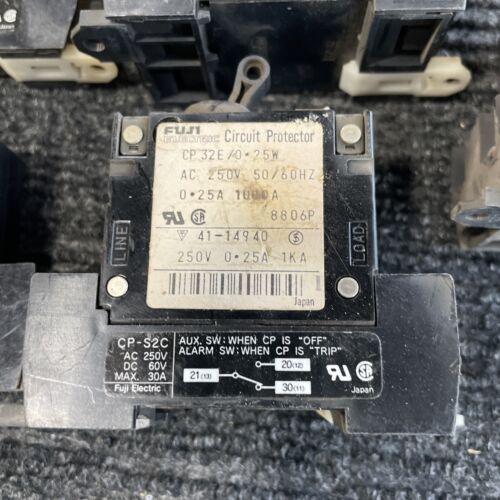 FUJI
ELECTRIC Circuit Protector
CP32E/0·25W
AC 250V 50/60HZ
0·25A 1000A
8806P
41-14940 S
250V 0·25A 1KA
Japan
LINE
LOAD
CP-S2C
AC 250V
DC 60V
MAX. 30A
Fuji Electric
AUX. SW: WHEN CP IS "OFF"
ALARM SW: WHEN CP IS "TRIP"
20(12)
21(13)
30(11)
Japan